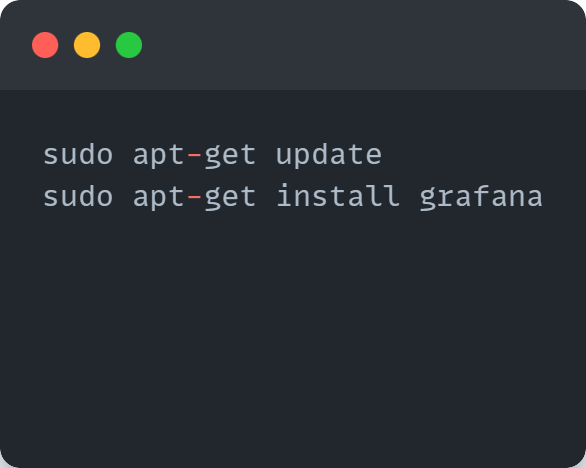 sudo apt-get update
sudo apt-get install grafana